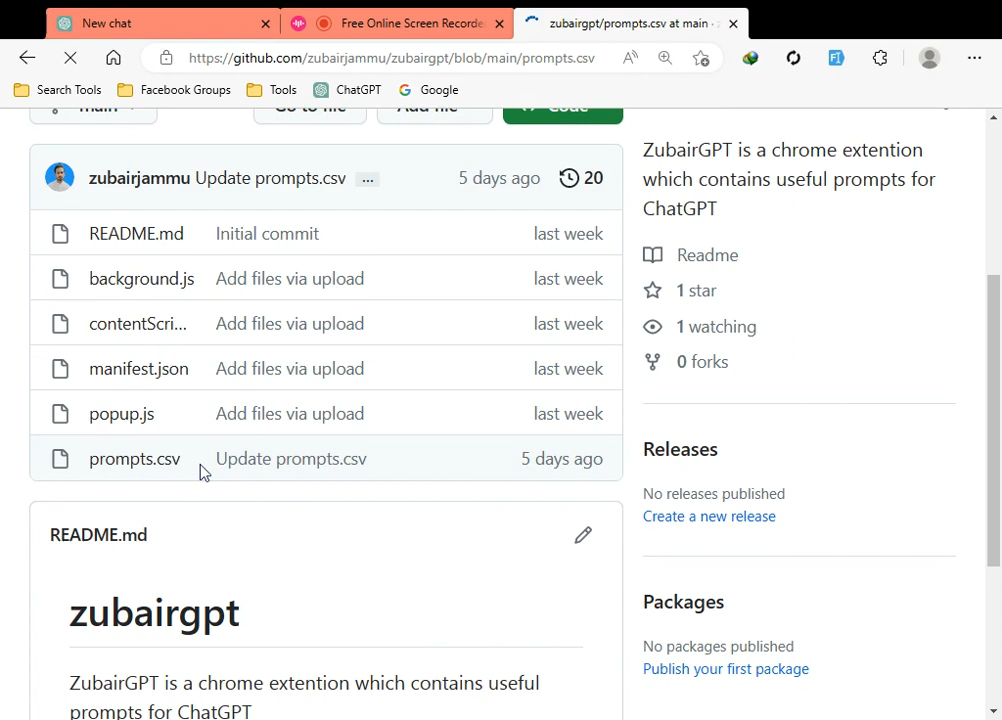 New chat
Free Online Screen Recorde
zubairgpt/prompts.csv at main ·
https://github.com/zubairjammu/zubairgpt/blob/main/prompts.csv
Search Tools
Facebook Groups
Tools
ChatGPT
Google
main
Go to file
Add file
Code
zubairjammu Update prompts.csv ... 5 days ago 20
README.md Initial commit last week
background.js Add files via upload last week
contentScri... Add files via upload last week
manifest.json Add files via upload last week
popup.js Add files via upload last week
prompts.csv Update prompts.csv 5 days ago
README.md
zubairgpt
ZubairGPT is a chrome extention which contains useful
prompts for ChatGPT
ZubairGPT is a chrome extention
which contains useful prompts for
ChatGPT
Readme
1 star
1 watching
0 forks
Releases
No releases published
Create a new release
Packages
No packages published
Publish your first package